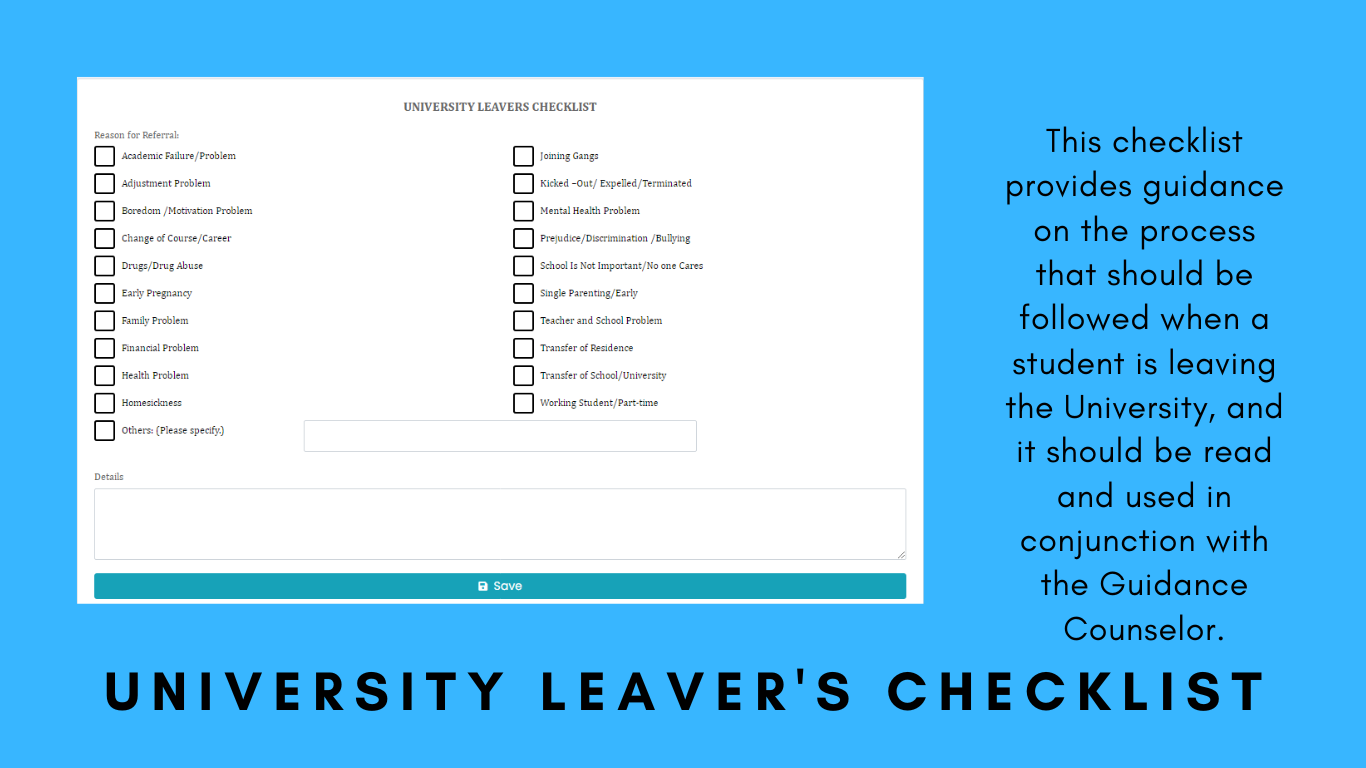 UNIVERSITY LEAVERS CHECKLIST
Reason for Referral:
Academic Failure/Problem
Adjustment Problem
Boredom /Motivation Problem
Change of Course/Career
Drugs/Drug Abuse
Early Pregnancy
Family Problem
Financial Problem
Health Problem
Homesickness
Others: (Please specify.)
Joining Gangs
Kicked –Out/ Expelled/Terminated
Mental Health Problem
Prejudice/Discrimination /Bullying
School Is Not Important/No one Cares
Single Parenting/Early
Teacher and School Problem
Transfer of Residence
Transfer of School/University
Working Student/Part-time
Details
Save
This checklist
provides guidance
on the process
that should be
followed when a
student is leaving
the University, and
it should be read
and used in
conjunction with
the Guidance
Counselor.
UNIVERSITY LEAVER'S CHECKLIST